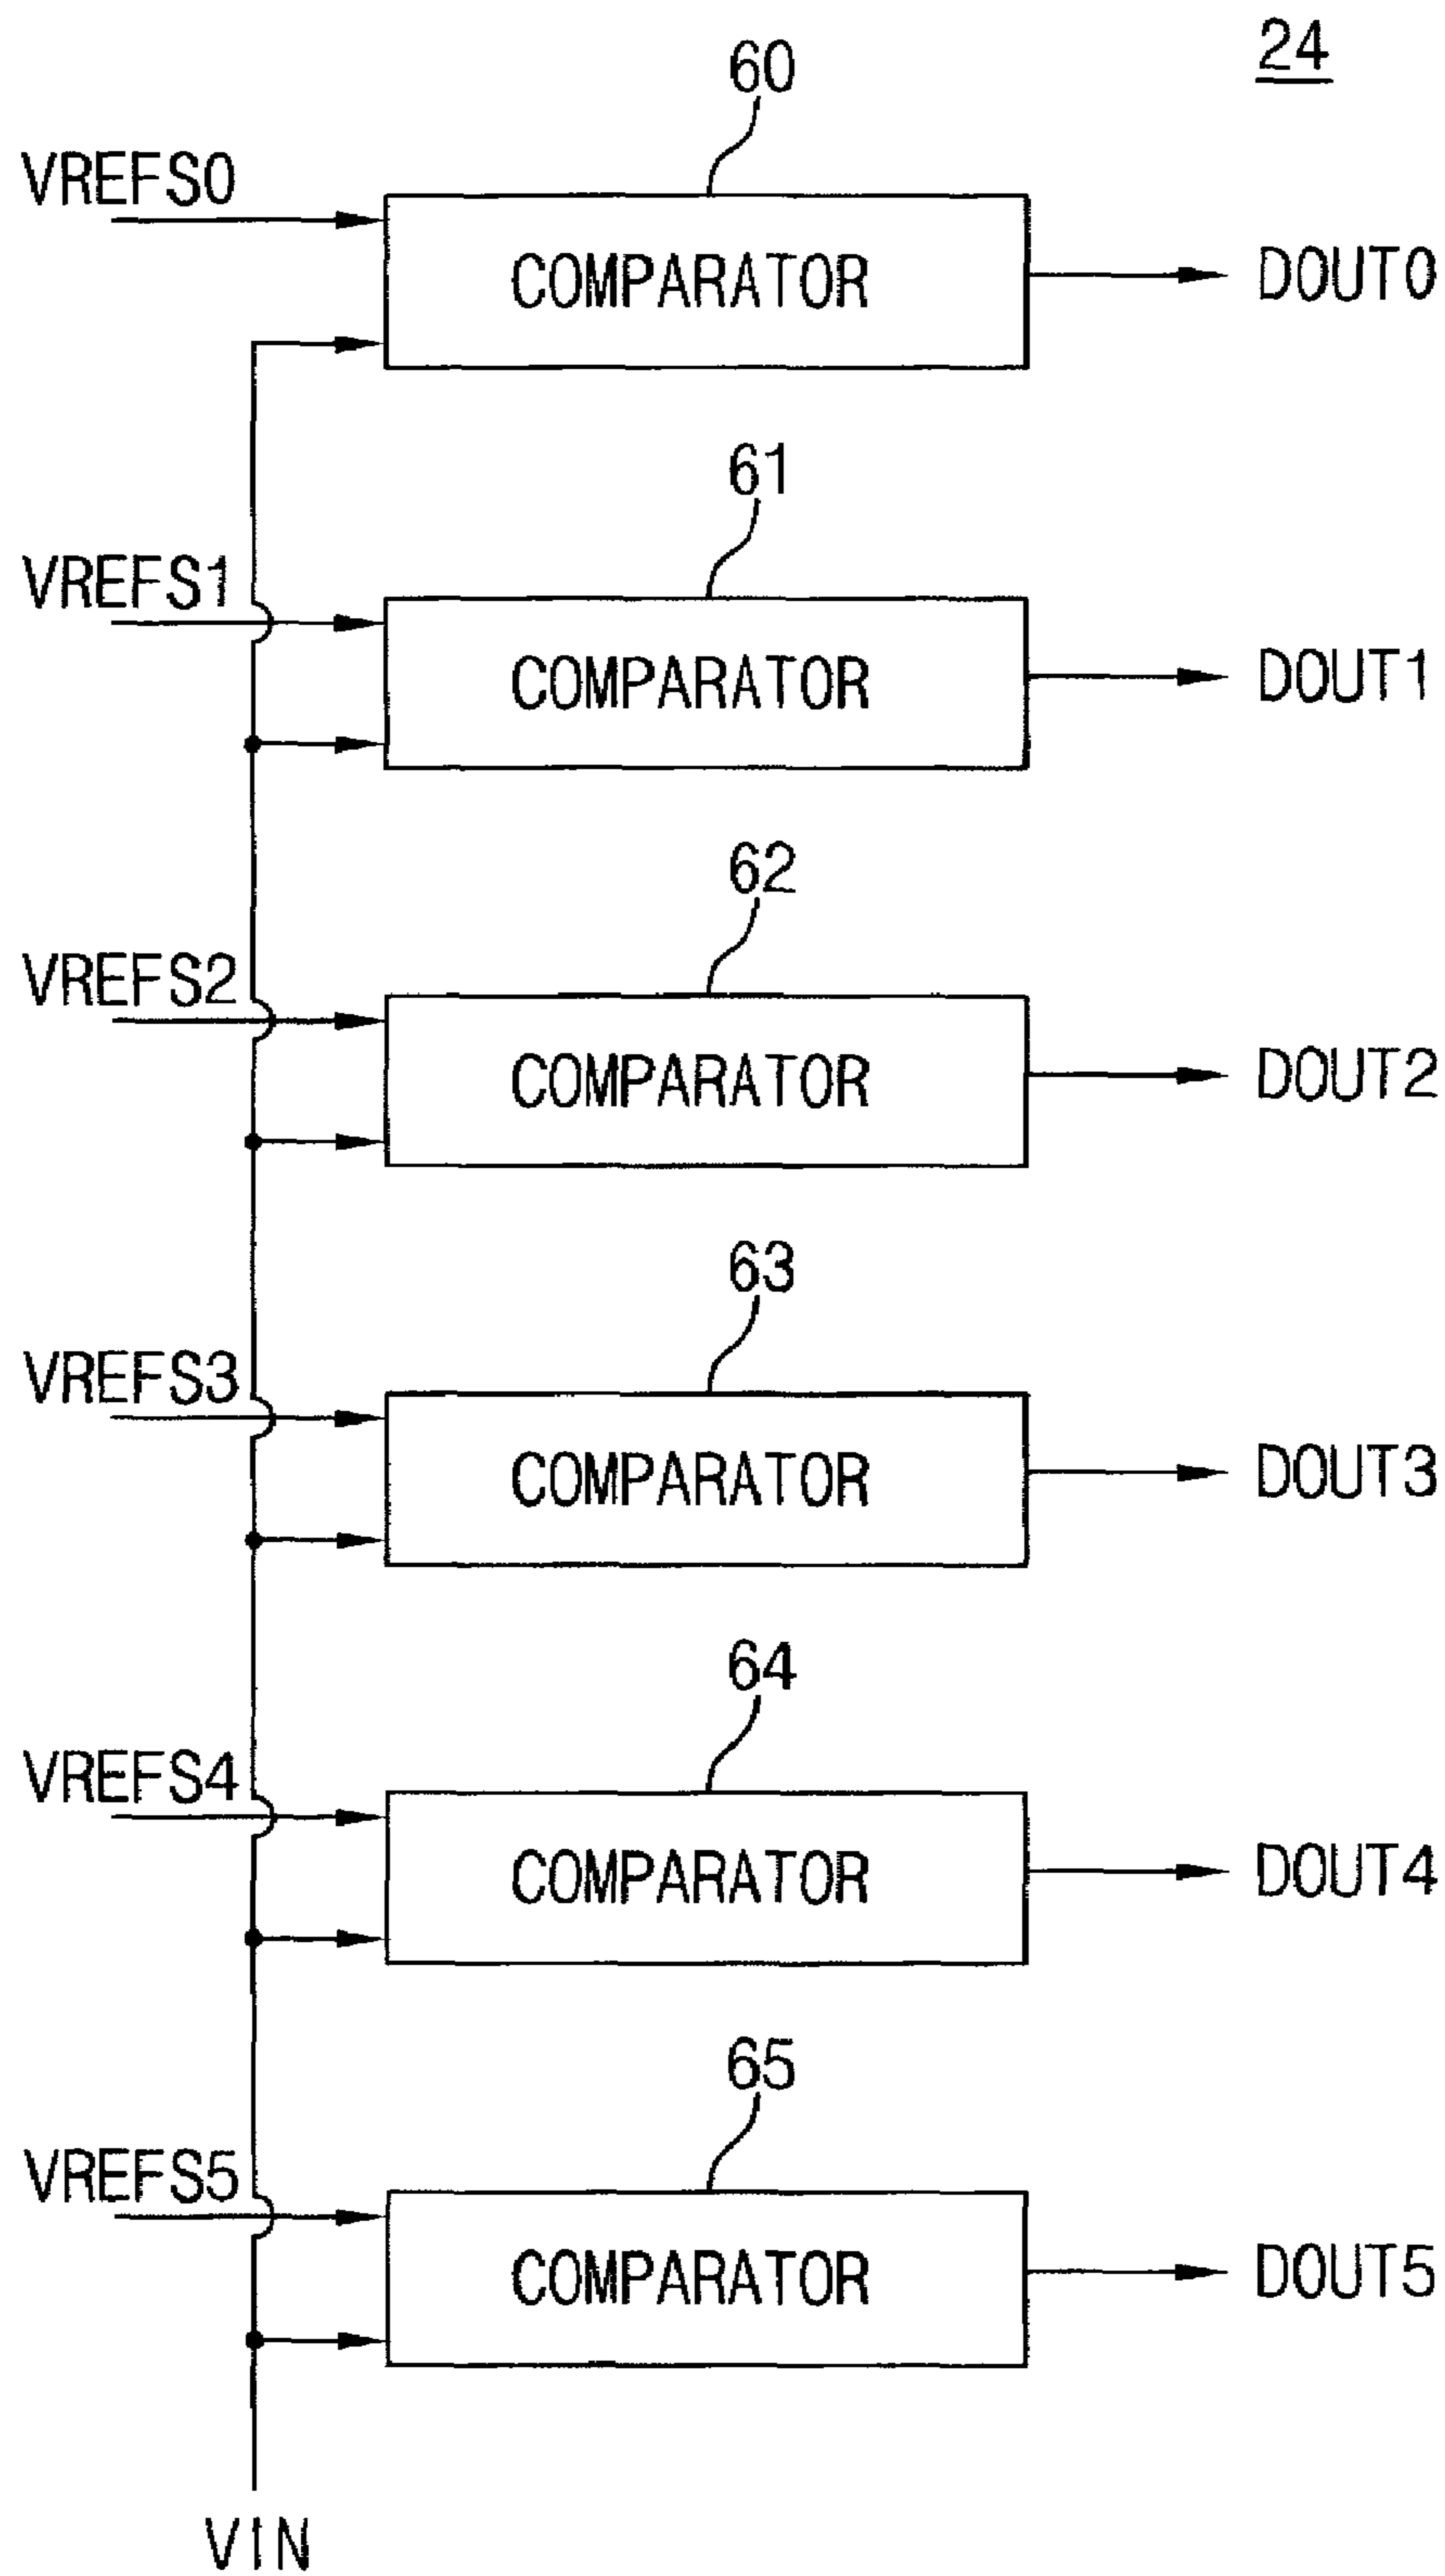 24
60
VREFS0
COMPARATOR
DOUT0
61
VREFS1
COMPARATOR
DOUT1
62
VREFS2
COMPARATOR
DOUT2
63
VREFS3
COMPARATOR
DOUT3
64
VREFS4
COMPARATOR
DOUT4
65
VREFS5
COMPARATOR
DOUT5
VIN